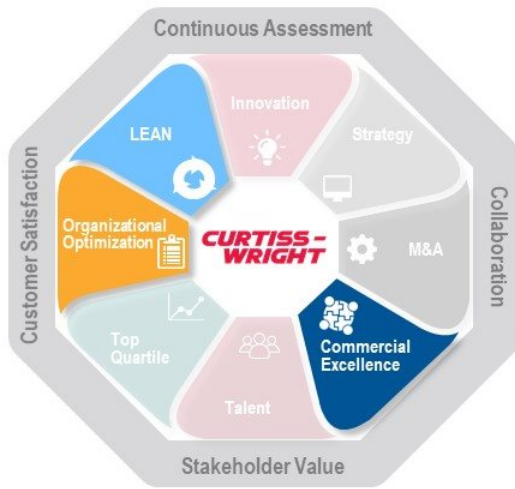 Continuous Assessment
Innovation
LEAN
Strategy
Customer Satisfaction
Organizational
Optimization
CURTISS-
WRIGHT
M&A
Collaboration
Top
Quartile
Commercial
Excellence
Talent
Stakeholder Value